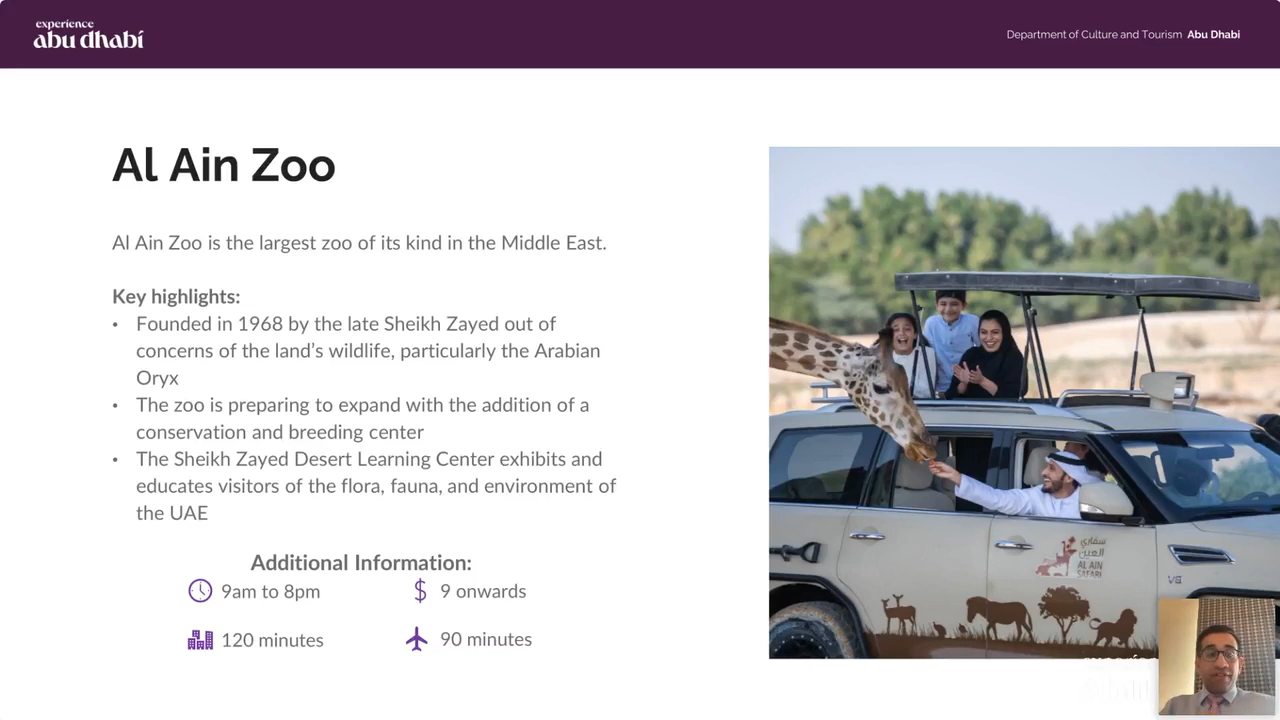 experience
abu dhabi
Department of Culture and Tourism Abu Dhabi
Al Ain Zoo
Al Ain Zoo is the largest zoo of its kind in the Middle East.
Key highlights:
• Founded in 1968 by the late Sheikh Zayed out of
concerns of the land's wildlife, particularly the Arabian
Oryx
• The zoo is preparing to expand with the addition of a
conservation and breeding center
• The Sheikh Zayed Desert Learning Center exhibits and
educates visitors of the flora, fauna, and environment of
the UAE
Additional Information:
9am to 8pm
$ 9 onwards
120 minutes
90 minutes
سفاري
العين
AL AIN
SAFARI
V6